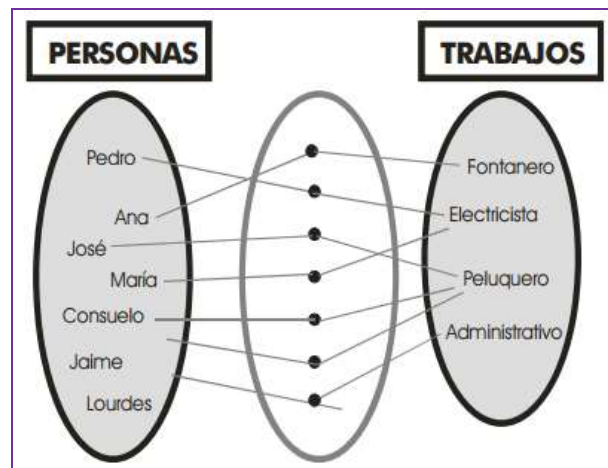 PERSONAS
TRABAJOS
Pedro
Ana
José
María
Consuelo
Jaime
Lourdes
Fontanero
Electricista
Peluquero
Administrativo